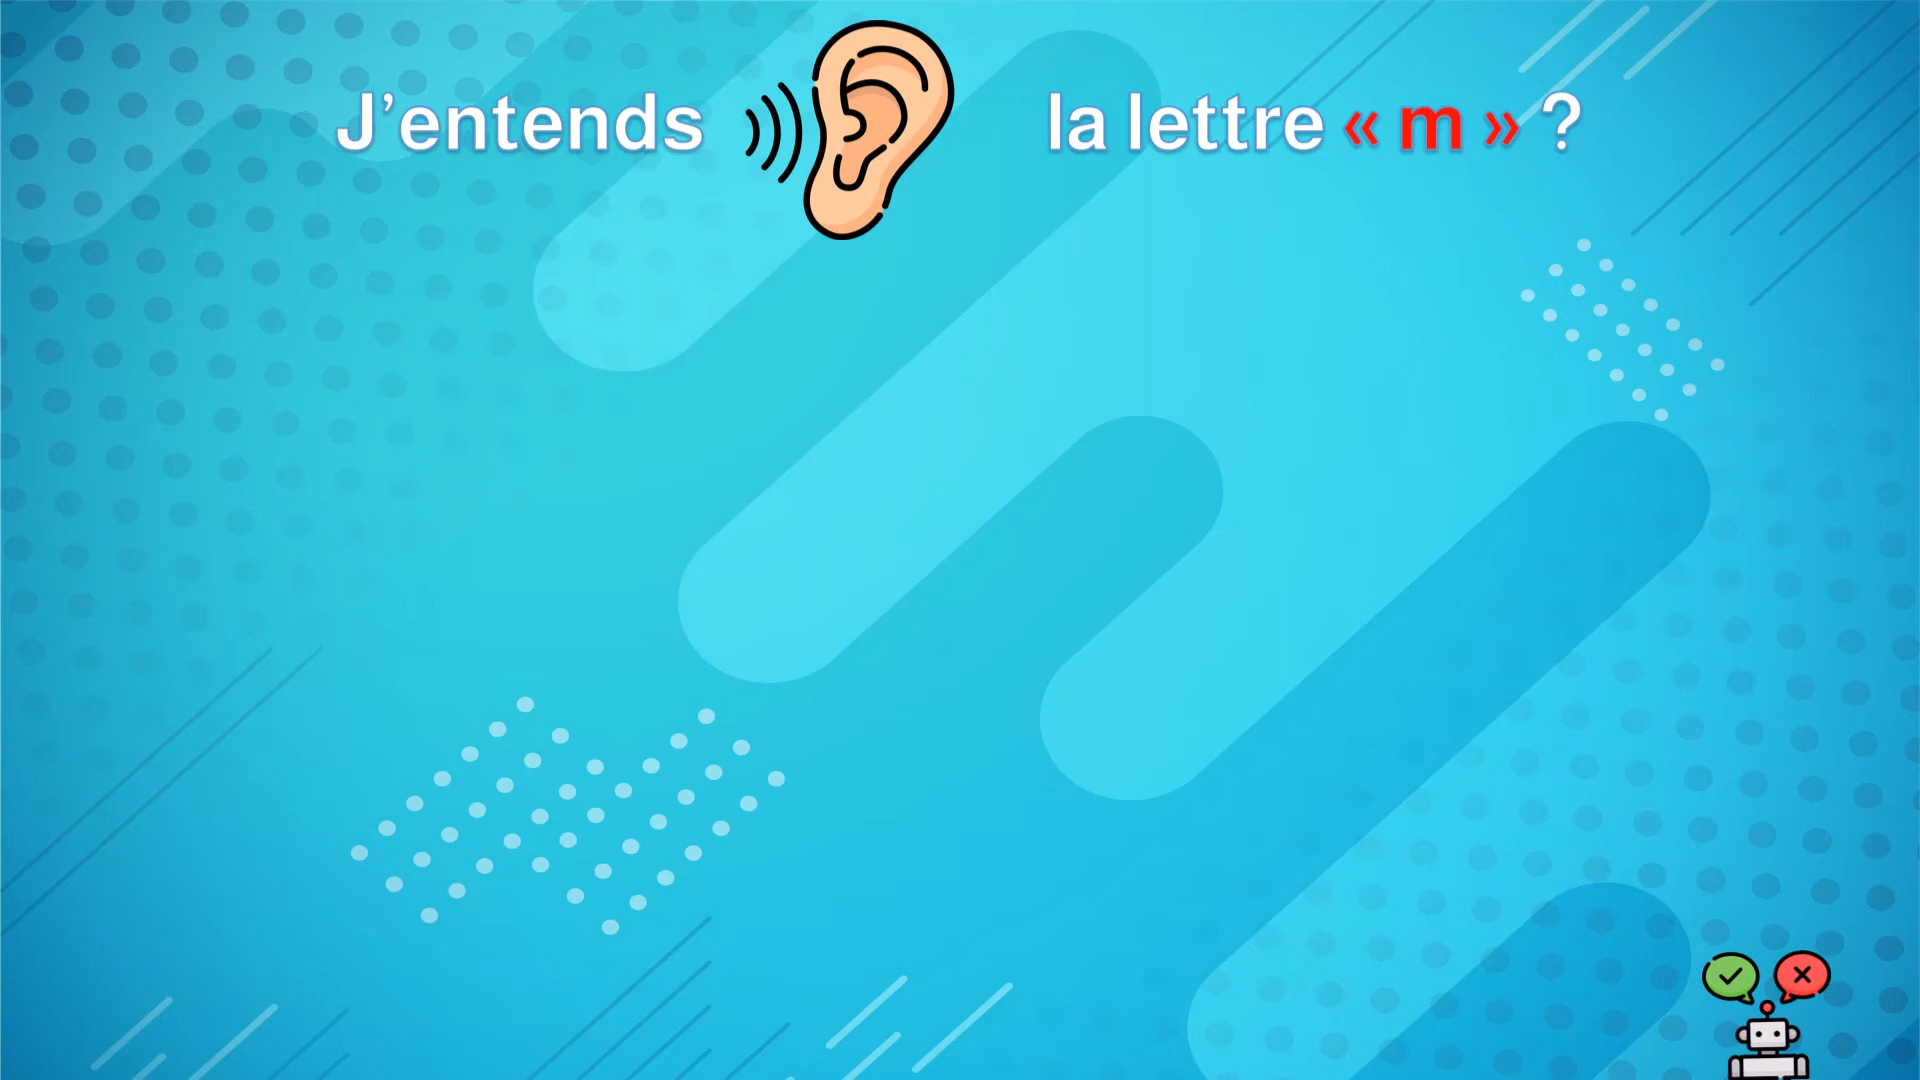 J’entends la lettre « m » ?